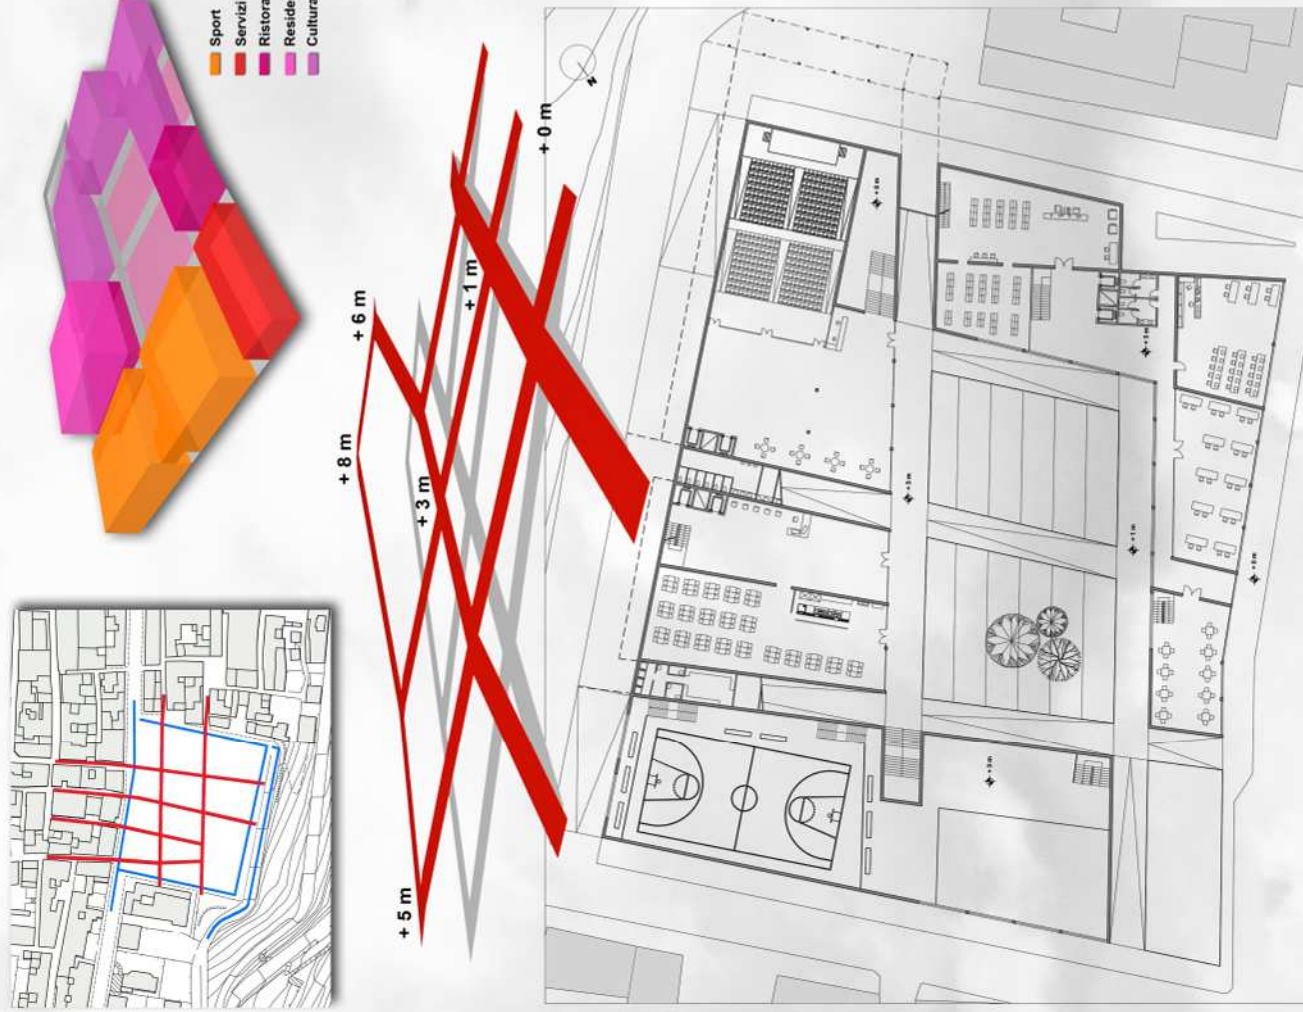 Sport
Servizi
Ristora
Reside
Cultura
+ 0 m
+ 1 m
+ 6 m
+ 8 m
+ 3 m
+ 5 m
N